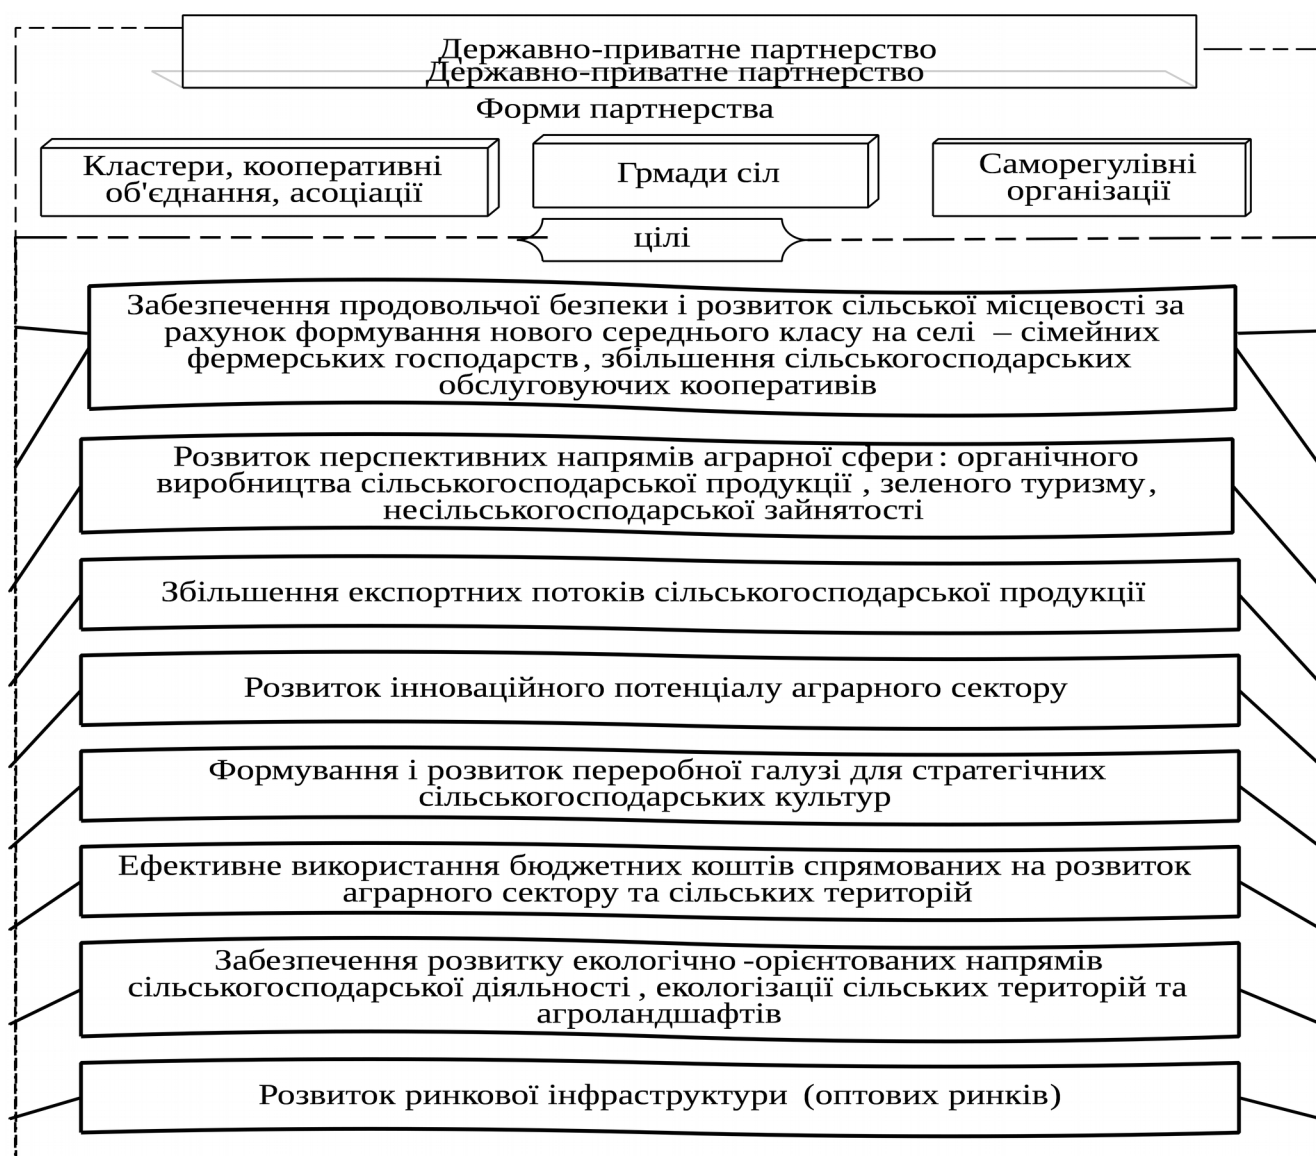 Державно-приватне партнерство
Державно-приватне партнерство
Форми партнерства
Кластери, кооперативні
об'єднання, асоціації
Грмади сіл
Саморегулівні
організації
цілі
Забезпечення продовольчої безпеки і розвиток сільської місцевості за
рахунок формування нового середнього класу на селі – сімейних
фермерських господарств, збільшення сільськогосподарських
обслуговуючих кооперативів
Розвиток перспективних напрямів аграрної сфери: органічного
виробництва сільськогосподарської продукції , зеленого туризму,
несільськогосподарської зайнятості
Збільшення експортних потоків сільськогосподарської продукції
Розвиток інноваційного потенціалу аграрного сектору
Формування і розвиток переробної галузі для стратегічних
сільськогосподарських культур
Ефективне використання бюджетних коштів спрямованих на розвиток
аграрного сектору та сільських територій
Забезпечення розвитку екологічно -орієнтованих напрямів
сільськогосподарської діяльності , екологізації сільських територій та
агроландшафтів
Розвиток ринкової інфраструктури (оптових ринків)